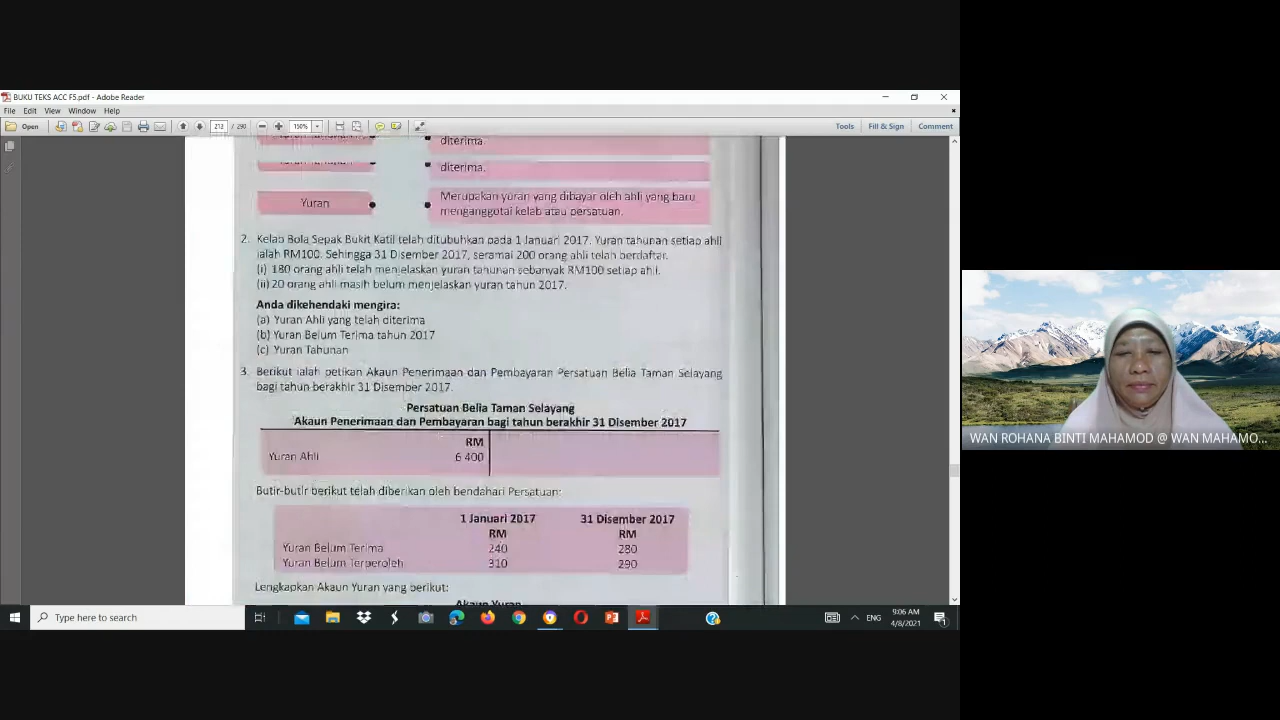 BUKU TEKS ACC F5.pdf - Adobe Reader
File Edit View Window Help
Open 212 / 290 150% Tools Fill & Sign Comment
diterima.
diterima.
Yuran
Merupakan yuran yang dibayar oleh ahli yang baru
menganggotai kelab atau persatuan.
2. Kelab Bola Sepak Bukit Katil telah ditubuhkan pada 1 Januari 2017. Yuran tahunan setiap ahli
ialah RM100. Sehingga 31 Disember 2017, seramai 200 orang ahli telah berdaftar.
(i) 180 orang ahli telah menjelaskan yuran tahunan sebanyak RM100 setiap ahli.
(ii) 20 orang ahli masih belum menjelaskan yuran tahun 2017.
Anda dikehendaki mengira:
(a) Yuran Ahli yang telah diterima
(b) Yuran Belum Terima tahun 2017
(c) Yuran Tahunan
3. Berikut ialah petikan Akaun Penerimaan dan Pembayaran Persatuan Belia Taman Selayang
bagi tahun berakhir 31 Disember 2017.
Persatuan Belia Taman Selayang
Akaun Penerimaan dan Pembayaran bagi tahun berakhir 31 Disember 2017
RM
Yuran Ahli 6 400
Butir-butir berikut telah diberikan oleh bendahari Persatuan:
1 Januari 2017 31 Disember 2017
RM RM
Yuran Belum Terima 240 280
Yuran Belum Terperoleh 310 290
Lengkapkan Akaun Yuran yang berikut:
Akaun Yuran
Type here to search
ENG
9:06 AM
4/8/2021
WAN ROHANA BINTI MAHAMOD @ WAN MAHAMO...